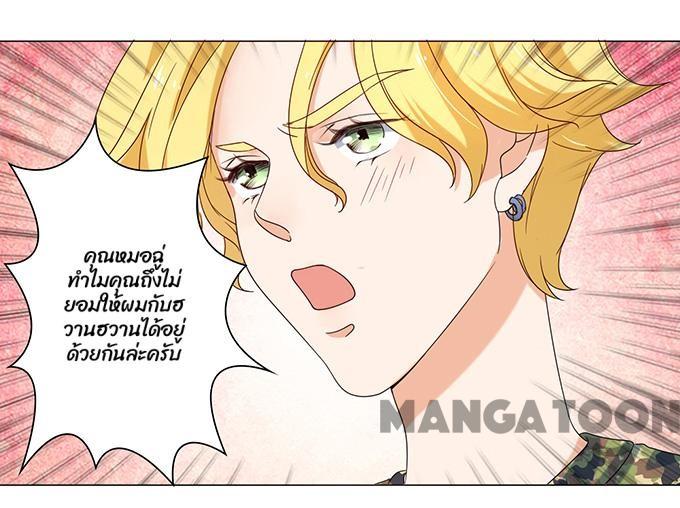 คุณหมอฉู่
ทำไมคุณถึงไม่
ยอมให้ผมกับฮ
วานฮวานได้อยู่
ด้วยกันล่ะครับ
MANGATOON